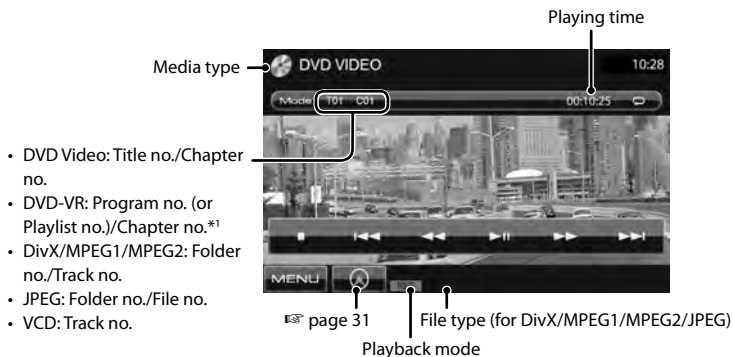 Playing time
Media type
DVD VIDEO
10:28
Mode T01 C01 00:10:25
• DVD Video: Title no./Chapter
no.
• DVD-VR: Program no. (or
Playlist no.)/Chapter no.*1
• DivX/MPEG1/MPEG2: Folder
no./Track no.
• JPEG: Folder no./File no.
• VCD: Track no.
MENU
☞ page 31
File type (for DivX/MPEG1/MPEG2/JPEG)
Playback mode